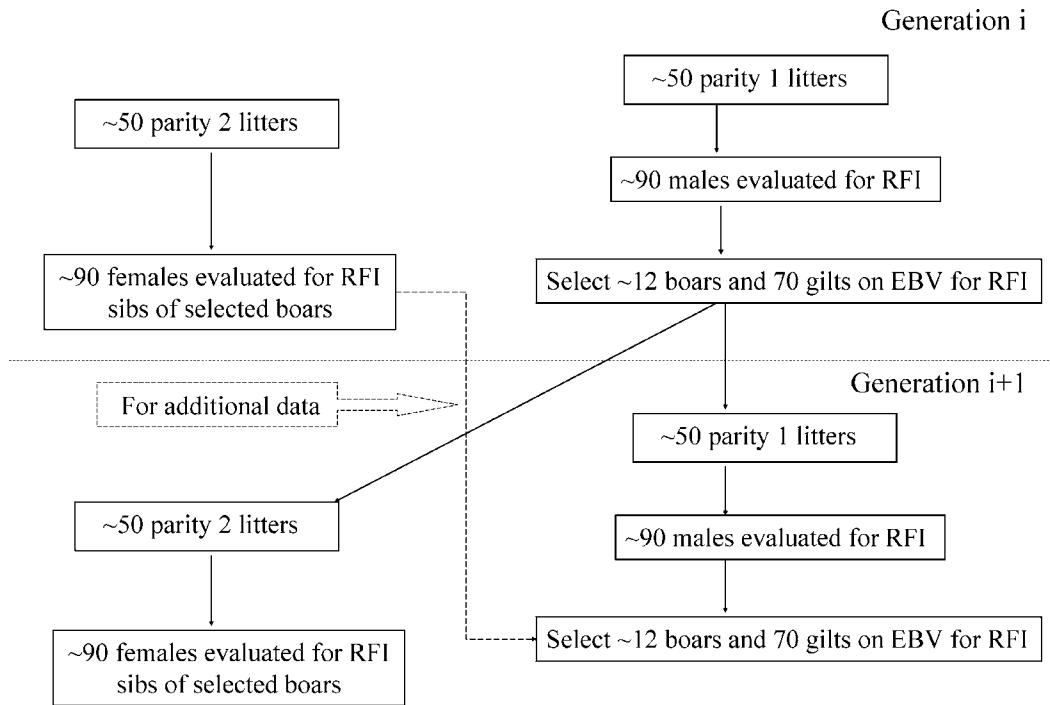 Generation i
~50 parity 1 litters
~50 parity 2 litters
~90 males evaluated for RFI
~90 females evaluated for RFI
sibs of selected boars
Select ~12 boars and 70 gilts on EBV for RFI
Generation i+1
For additional data
~50 parity 1 litters
~50 parity 2 litters
~90 males evaluated for RFI
~90 females evaluated for RFI
sibs of selected boars
Select ~12 boars and 70 gilts on EBV for RFI